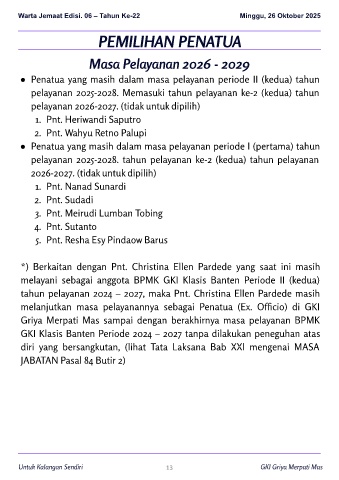 Warta Jemaat Edisi. 06 – Tahun Ke-22 Minggu, 26 Oktober 2025
PEMILIHAN PENATUA
Masa Pelayanan 2026 - 2029
• Penatua yang masih dalam masa pelayanan periode II (kedua) tahun
pelayanan 2025-2028. Memasuki tahun pelayanan ke-2 (kedua) tahun
pelayanan 2026-2027. (tidak untuk dipilih)
1. Pnt. Heriwandi Saputro
2. Pnt. Wahyu Retno Palupi
• Penatua yang masih dalam masa pelayanan periode I (pertama) tahun
pelayanan 2025-2028. tahun pelayanan ke-2 (kedua) tahun pelayanan
2026-2027. (tidak untuk dipilih)
1. Pnt. Nanad Sunardi
2. Pnt. Sudadi
3. Pnt. Meirudi Lumban Tobing
4. Pnt. Sutanto
5. Pnt. Resha Esy Pindaow Barus
*) Berkaitan dengan Pnt. Christina Ellen Pardede yang saat ini masih
melayani sebagai anggota BPMK GKI Klasis Banten Periode II (kedua)
tahun pelayanan 2024 – 2027, maka Pnt. Christina Ellen Pardede masih
melanjutkan masa pelayanannya sebagai Penatua (Ex. Officio) di GKI
Griya Merpati Mas sampai dengan berakhirnya masa pelayanan BPMK
GKI Klasis Banten Periode 2024 – 2027 tanpa dilakukan peneguhan atas
diri yang bersangkutan, (lihat Tata Laksana Bab XXI mengenai MASA
JABATAN Pasal 84 Butir 2)
Untuk Kalangan Sendiri 13 GKI Griya Merpati Mas